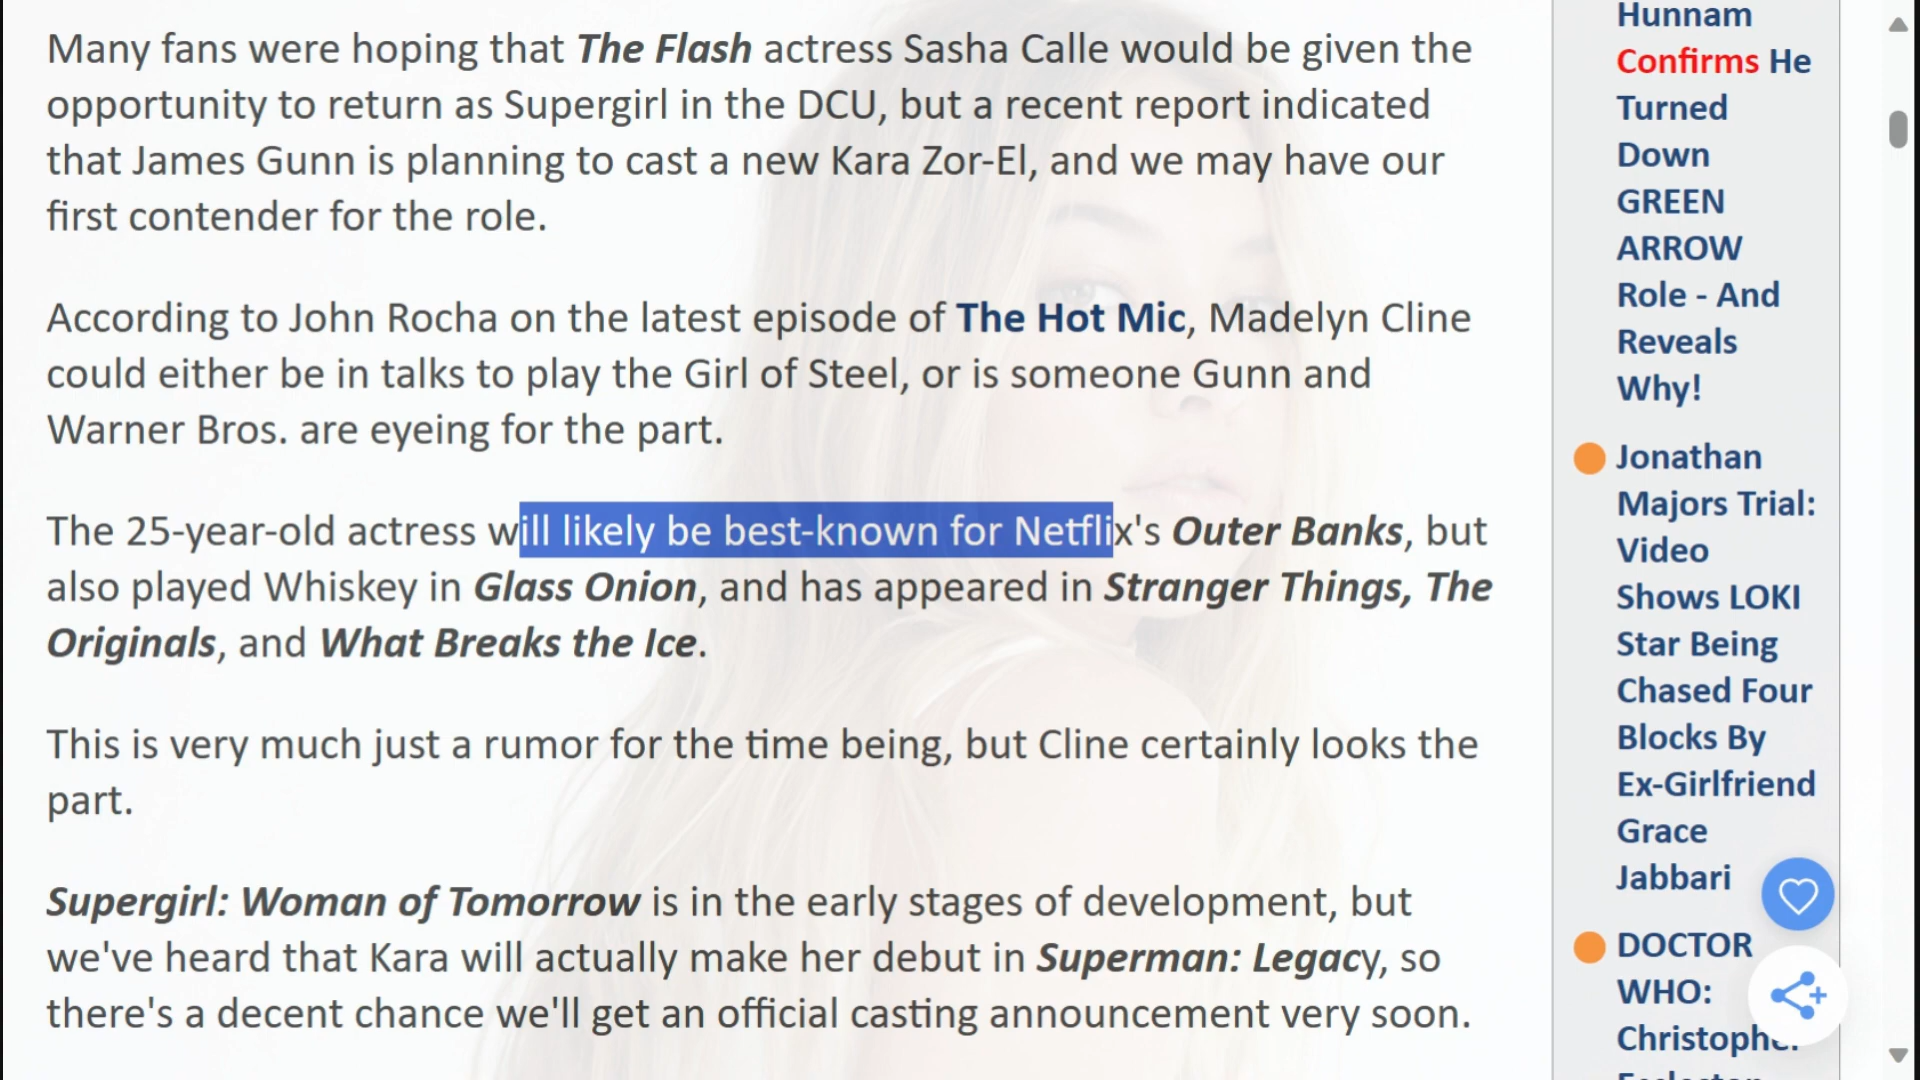 Many fans were hoping that The Flash actress Sasha Calle would be given the
opportunity to return as Supergirl in the DCU, but a recent report indicated
that James Gunn is planning to cast a new Kara Zor-El, and we may have our
first contender for the role.
According to John Rocha on the latest episode of The Hot Mic, Madelyn Cline
could either be in talks to play the Girl of Steel, or is someone Gunn and
Warner Bros. are eyeing for the part.
The 25-year-old actress will likely be best-known for Netflix's Outer Banks, but
also played Whiskey in Glass Onion, and has appeared in Stranger Things, The
Originals, and What Breaks the Ice.
This is very much just a rumor for the time being, but Cline certainly looks the
part.
Supergirl: Woman of Tomorrow is in the early stages of development, but
we've heard that Kara will actually make her debut in Superman: Legacy, so
there's a decent chance we'll get an official casting announcement very soon.
Hunnam
Confirms He
Turned
Down
GREEN
ARROW
Role - And
Reveals
Why!
Jonathan
Majors Trial:
Video
Shows LOKI
Star Being
Chased Four
Blocks By
Ex-Girlfriend
Grace
Jabbari
DOCTOR
WHO:
Christopher